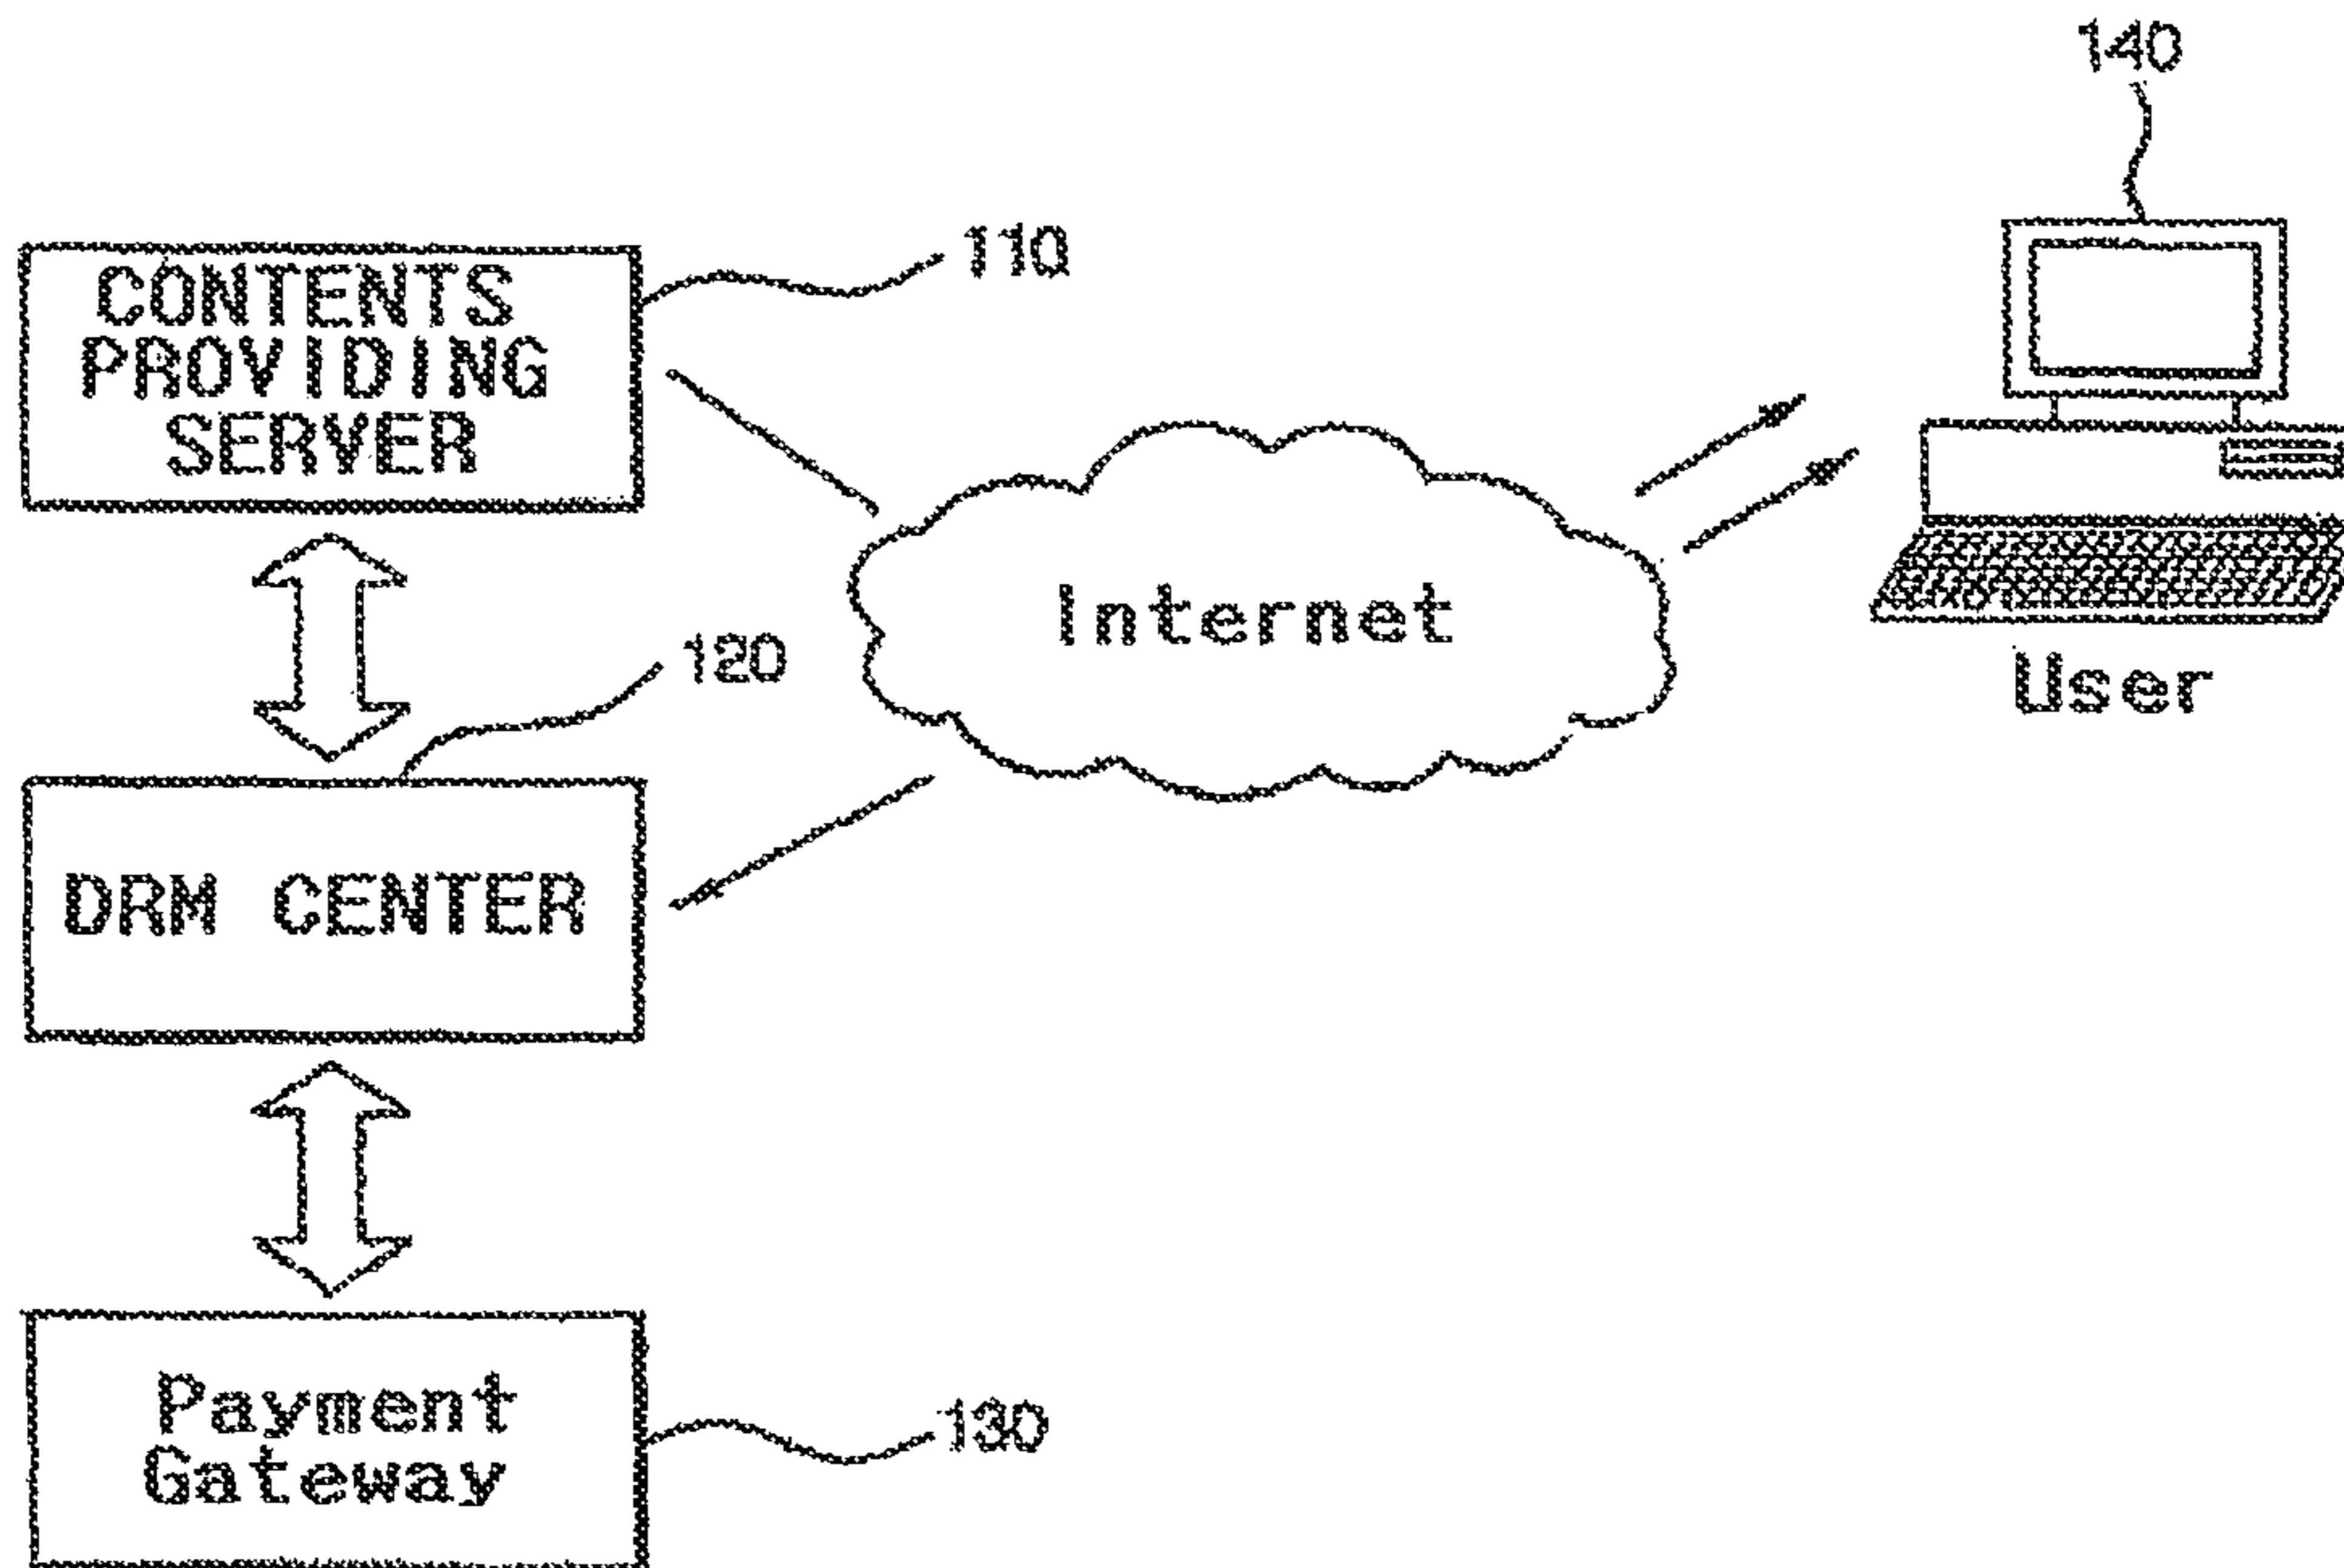 140
110
CONTENTS
PROVIDING
SERVER
Internet
120
User
DRM CENTER
Payment
Gateway
130